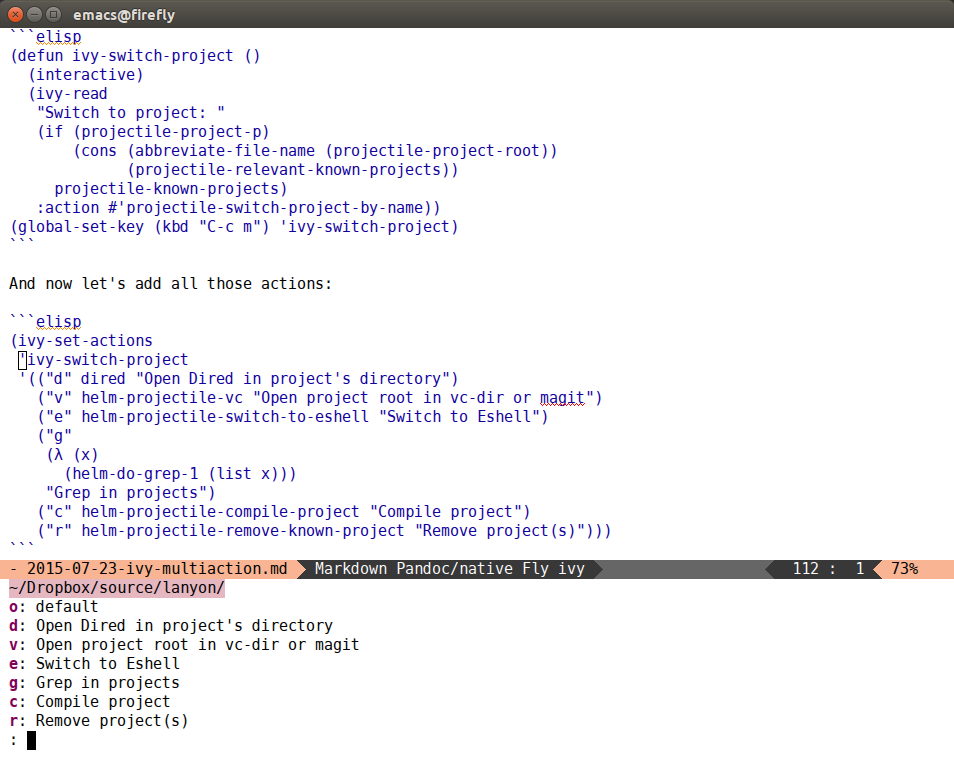 emacs@firefly
```elisp
(defun ivy-switch-project ()
  (interactive)
  (ivy-read
   "Switch to project: "
   (if (projectile-project-p)
       (cons (abbreviate-file-name (projectile-project-root))
             (projectile-relevant-known-projects))
     projectile-known-projects)
   :action #'projectile-switch-project-by-name))
(global-set-key (kbd "C-c m") 'ivy-switch-project)
```
And now let's add all those actions:
```elisp
(ivy-set-actions
 'ivy-switch-project
 '(("d" dired "Open Dired in project's directory")
   ("v" helm-projectile-vc "Open project root in vc-dir or magit")
   ("e" helm-projectile-switch-to-eshell "Switch to Eshell")
   ("g"
    (λ (x)
      (helm-do-grep-1 (list x)))
    "Grep in projects")
   ("c" helm-projectile-compile-project "Compile project")
   ("r" helm-projectile-remove-known-project "Remove project(s)")))
```
- 2015-07-23-ivy-multiaction.md Markdown Pandoc/native Fly ivy 112 : 1 73%
~/Dropbox/source/lanyon/
o: default
d: Open Dired in project's directory
v: Open project root in vc-dir or magit
e: Switch to Eshell
g: Grep in projects
c: Compile project
r: Remove project(s)
: